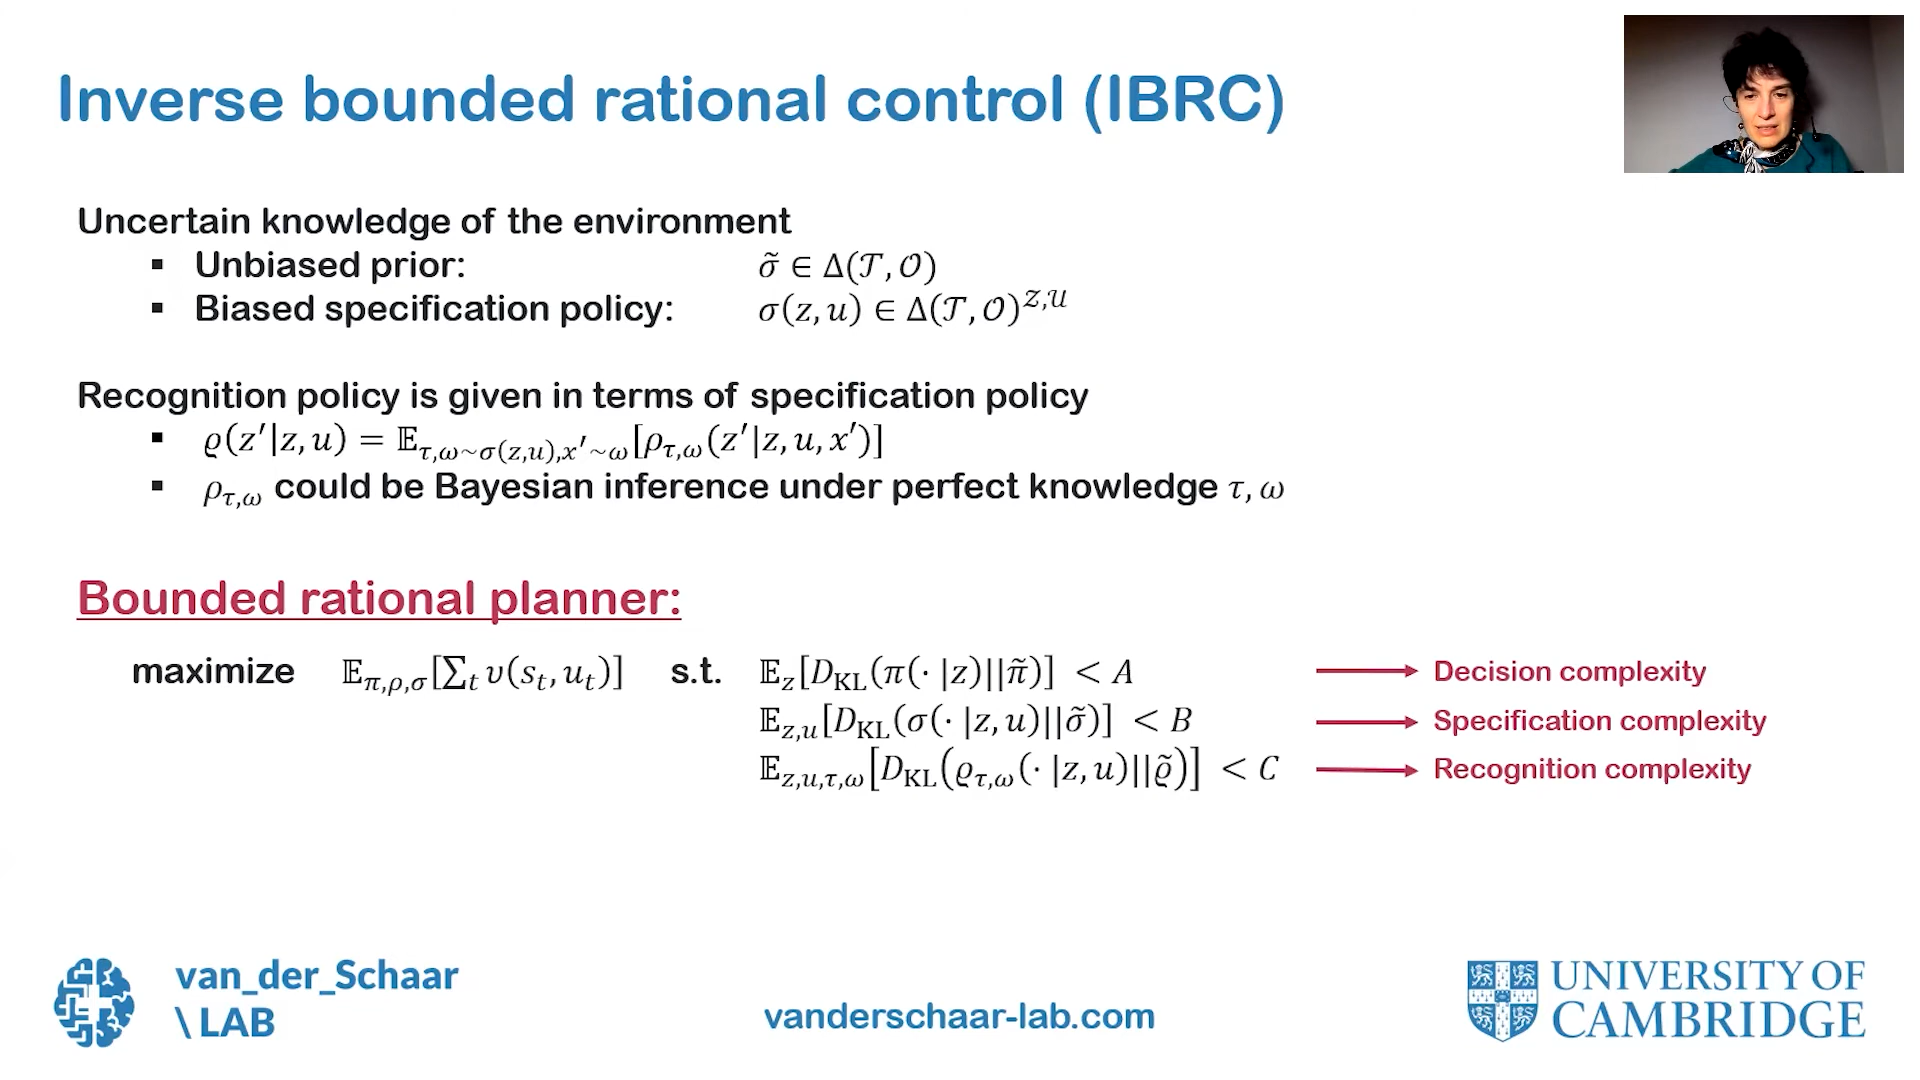 Inverse bounded rational control (IBRC)
Uncertain knowledge of the environment
▪ Unbiased prior: σ̃ ∈ Δ(𝒯, 𝒪)
▪ Biased specification policy: σ(z, u) ∈ Δ(𝒯, 𝒪)^{𝒵,𝒰}
Recognition policy is given in terms of specification policy
▪ ϱ(z′|z, u) = 𝔼_{τ,ω~σ(z,u),x′~ω}[ρ_{τ,ω}(z′|z, u, x′)]
▪ ρ_{τ,ω} could be Bayesian inference under perfect knowledge τ, ω
Bounded rational planner:
maximize 𝔼_{π,ρ,σ}[∑_t υ(s_t, u_t)] s.t. 𝔼_z[D_KL(π(· |z)||π̃)] < A → Decision complexity
𝔼_{z,u}[D_KL(σ(· |z, u)||σ̃)] < B → Specification complexity
𝔼_{z,u,τ,ω}[D_KL(ϱ_{τ,ω}(· |z, u)||ϱ̃)] < C → Recognition complexity
van_der_Schaar
\ LAB
vanderschaar-lab.com
UNIVERSITY OF
CAMBRIDGE